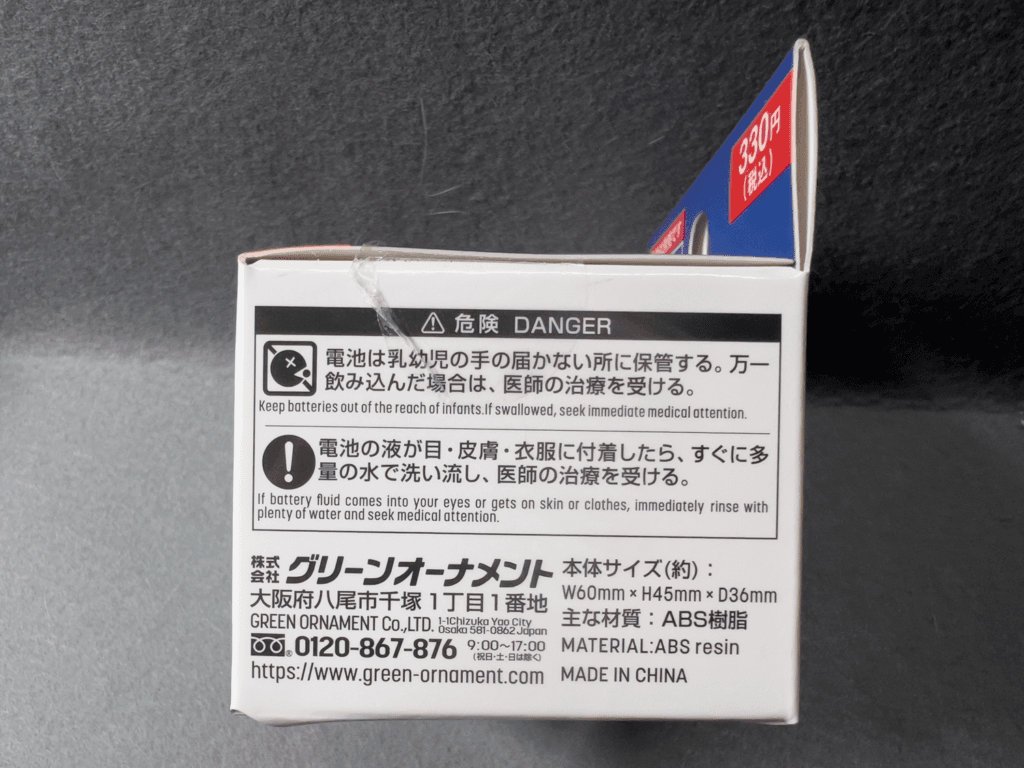 330円
(税込)
危険 DANGER
電池は乳幼児の手の届かない所に保管する。万一
飲み込んだ場合は、医師の治療を受ける。
Keep batteries out of the reach of infants.If swallowed, seek immediate medical attention.
電池の液が目・皮膚・衣服に付着したら、すぐに多
量の水で洗い流し、医師の治療を受ける。
If battery fluid comes into your eyes or gets on skin or clothes, immediately rinse with
plenty of water and seek medical attention.
株式会社 グリーンオーナメント
大阪府八尾市千塚1丁目1番地
GREEN ORNAMENT Co.,LTD. 1-1Chizuka Yao City
Osaka 581-0862 Japan
0120-867-876 9:00～17:00
(祝日・土・日は除く)
https://www.green-ornament.com
本体サイズ(約)：
W60mm × H45mm × D36mm
主な材質：ABS樹脂
MATERIAL:ABS resin
MADE IN CHINA